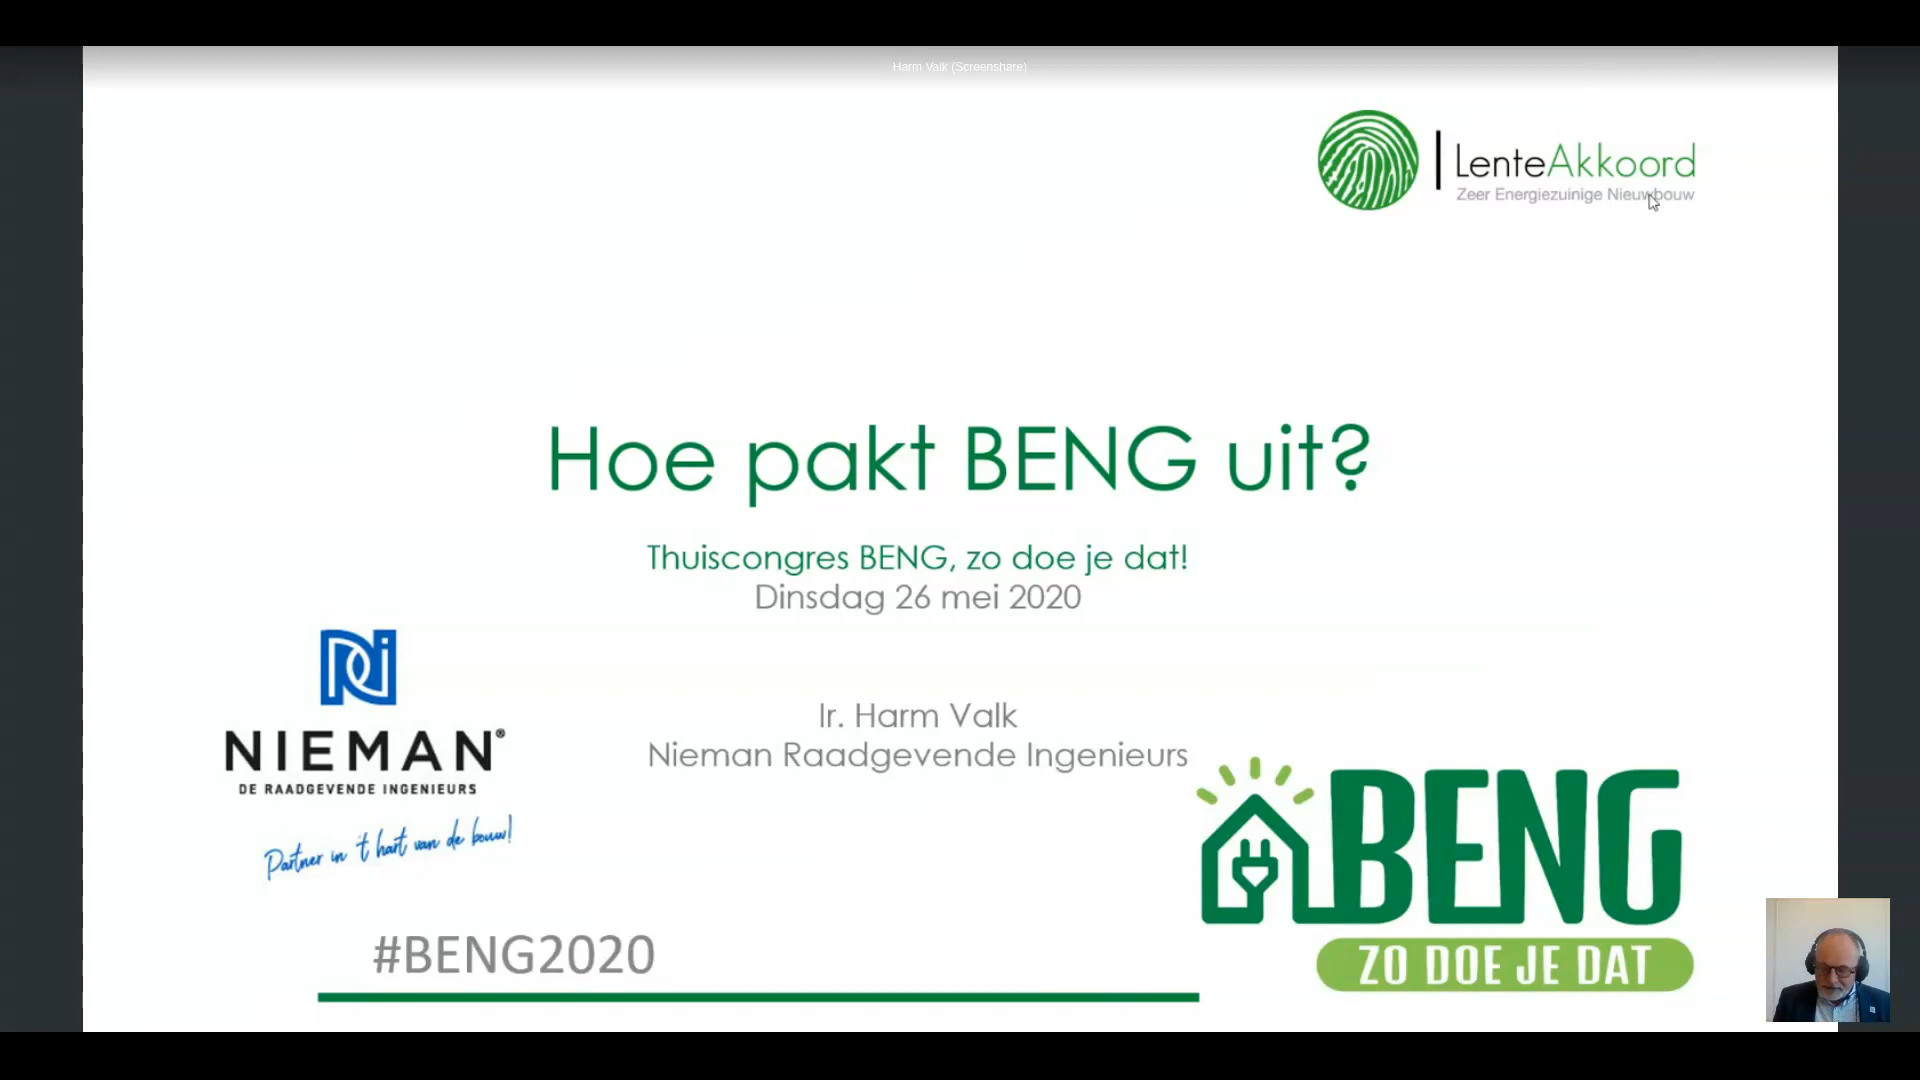 Harm Valk (Screenshare)
LenteAkkoord
Zeer Energiezuinige Nieuwbouw
Hoe pakt BENG uit?
Thuiscongres BENG, zo doe je dat!
Dinsdag 26 mei 2020
NIEMAN®
DE RAADGEVENDE INGENIEURS
Partner in 't hart van de bouw!
Ir. Harm Valk
Nieman Raadgevende Ingenieurs
BENG
ZO DOE JE DAT
#BENG2020